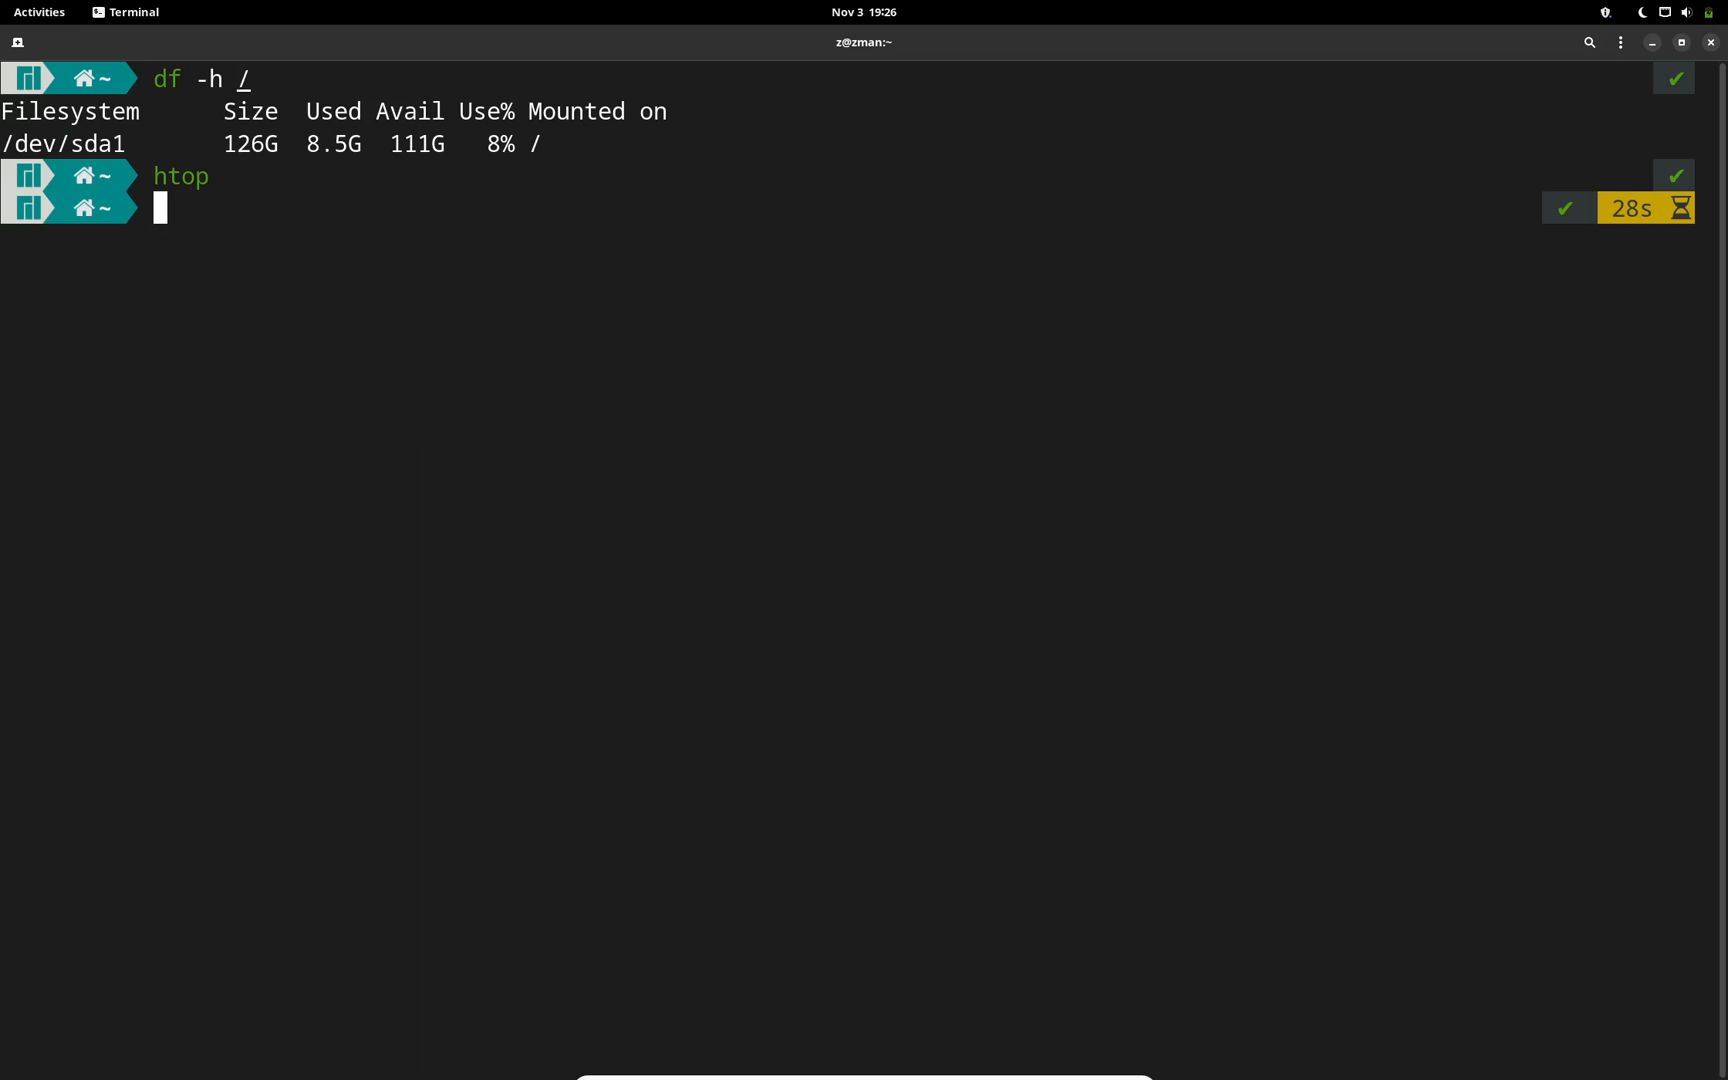 Activities Terminal Nov 3 19:26
z@zman:~
~ df -h / ✔
Filesystem Size Used Avail Use% Mounted on
/dev/sda1 126G 8.5G 111G 8% /
~ htop ✔
~ ✔ 28s